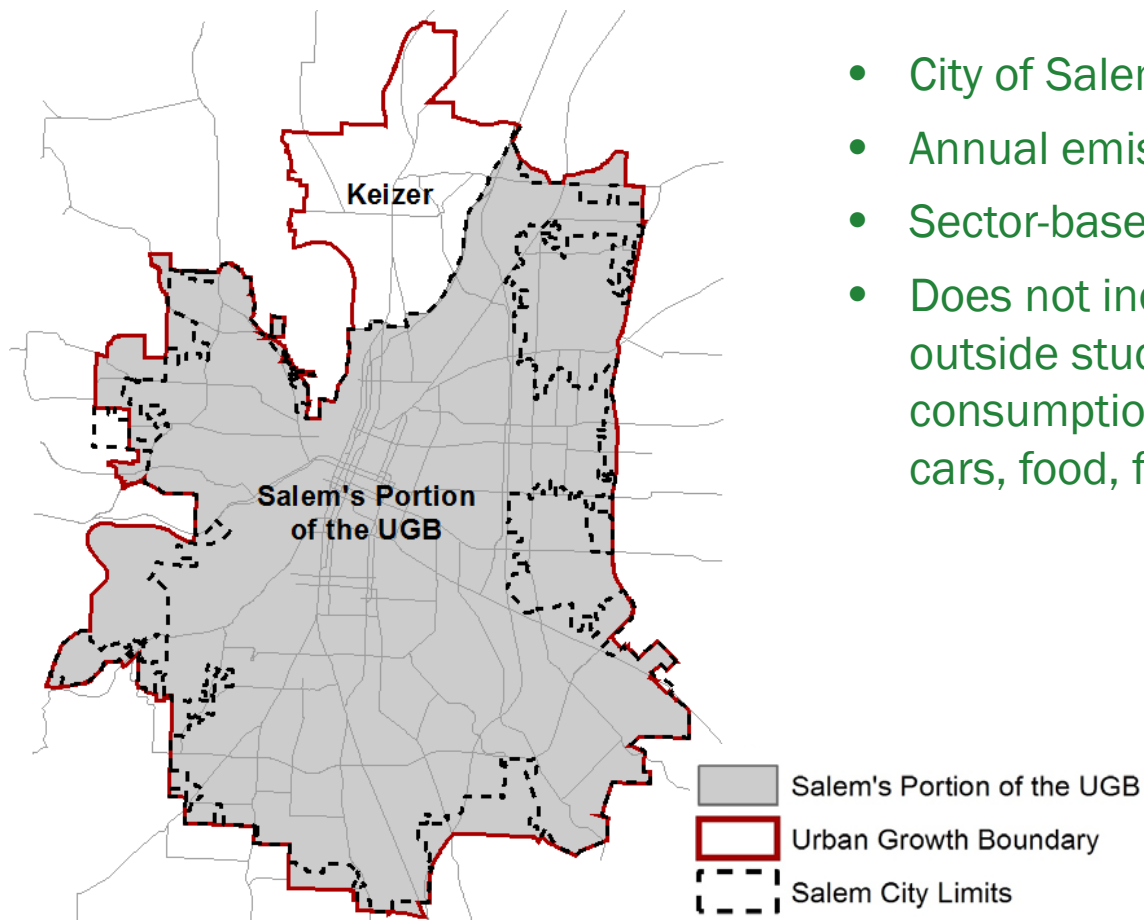 Keizer
Salem's Portion
of the UGB
• City of Salem
• Annual emis
• Sector-base
• Does not inc
outside stud
consumptio
cars, food, f
Salem's Portion of the UGB
Urban Growth Boundary
Salem City Limits